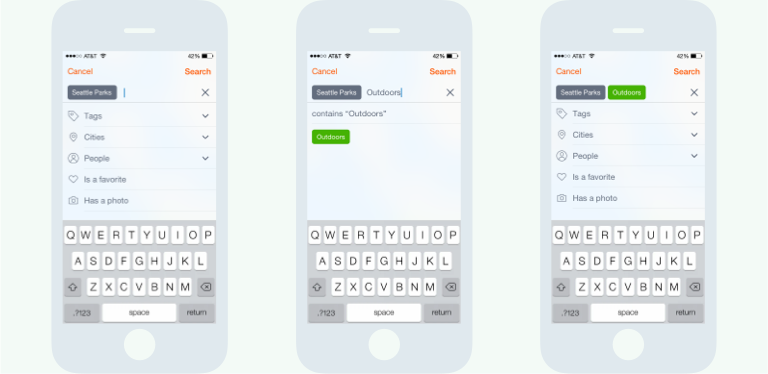 AT&T 42%
Cancel Search
Seattle Parks
Tags
Cities
People
Is a favorite
Has a photo
Q W E R T Y U I O P
A S D F G H J K L
Z X C V B N M
.?123 space return
AT&T 42%
Cancel Search
Seattle Parks Outdoors
contains “Outdoors”
Outdoors
Q W E R T Y U I O P
A S D F G H J K L
Z X C V B N M
.?123 space return
AT&T 42%
Cancel Search
Seattle Parks Outdoors
Tags
Cities
People
Is a favorite
Has a photo
Q W E R T Y U I O P
A S D F G H J K L
Z X C V B N M
.?123 space return